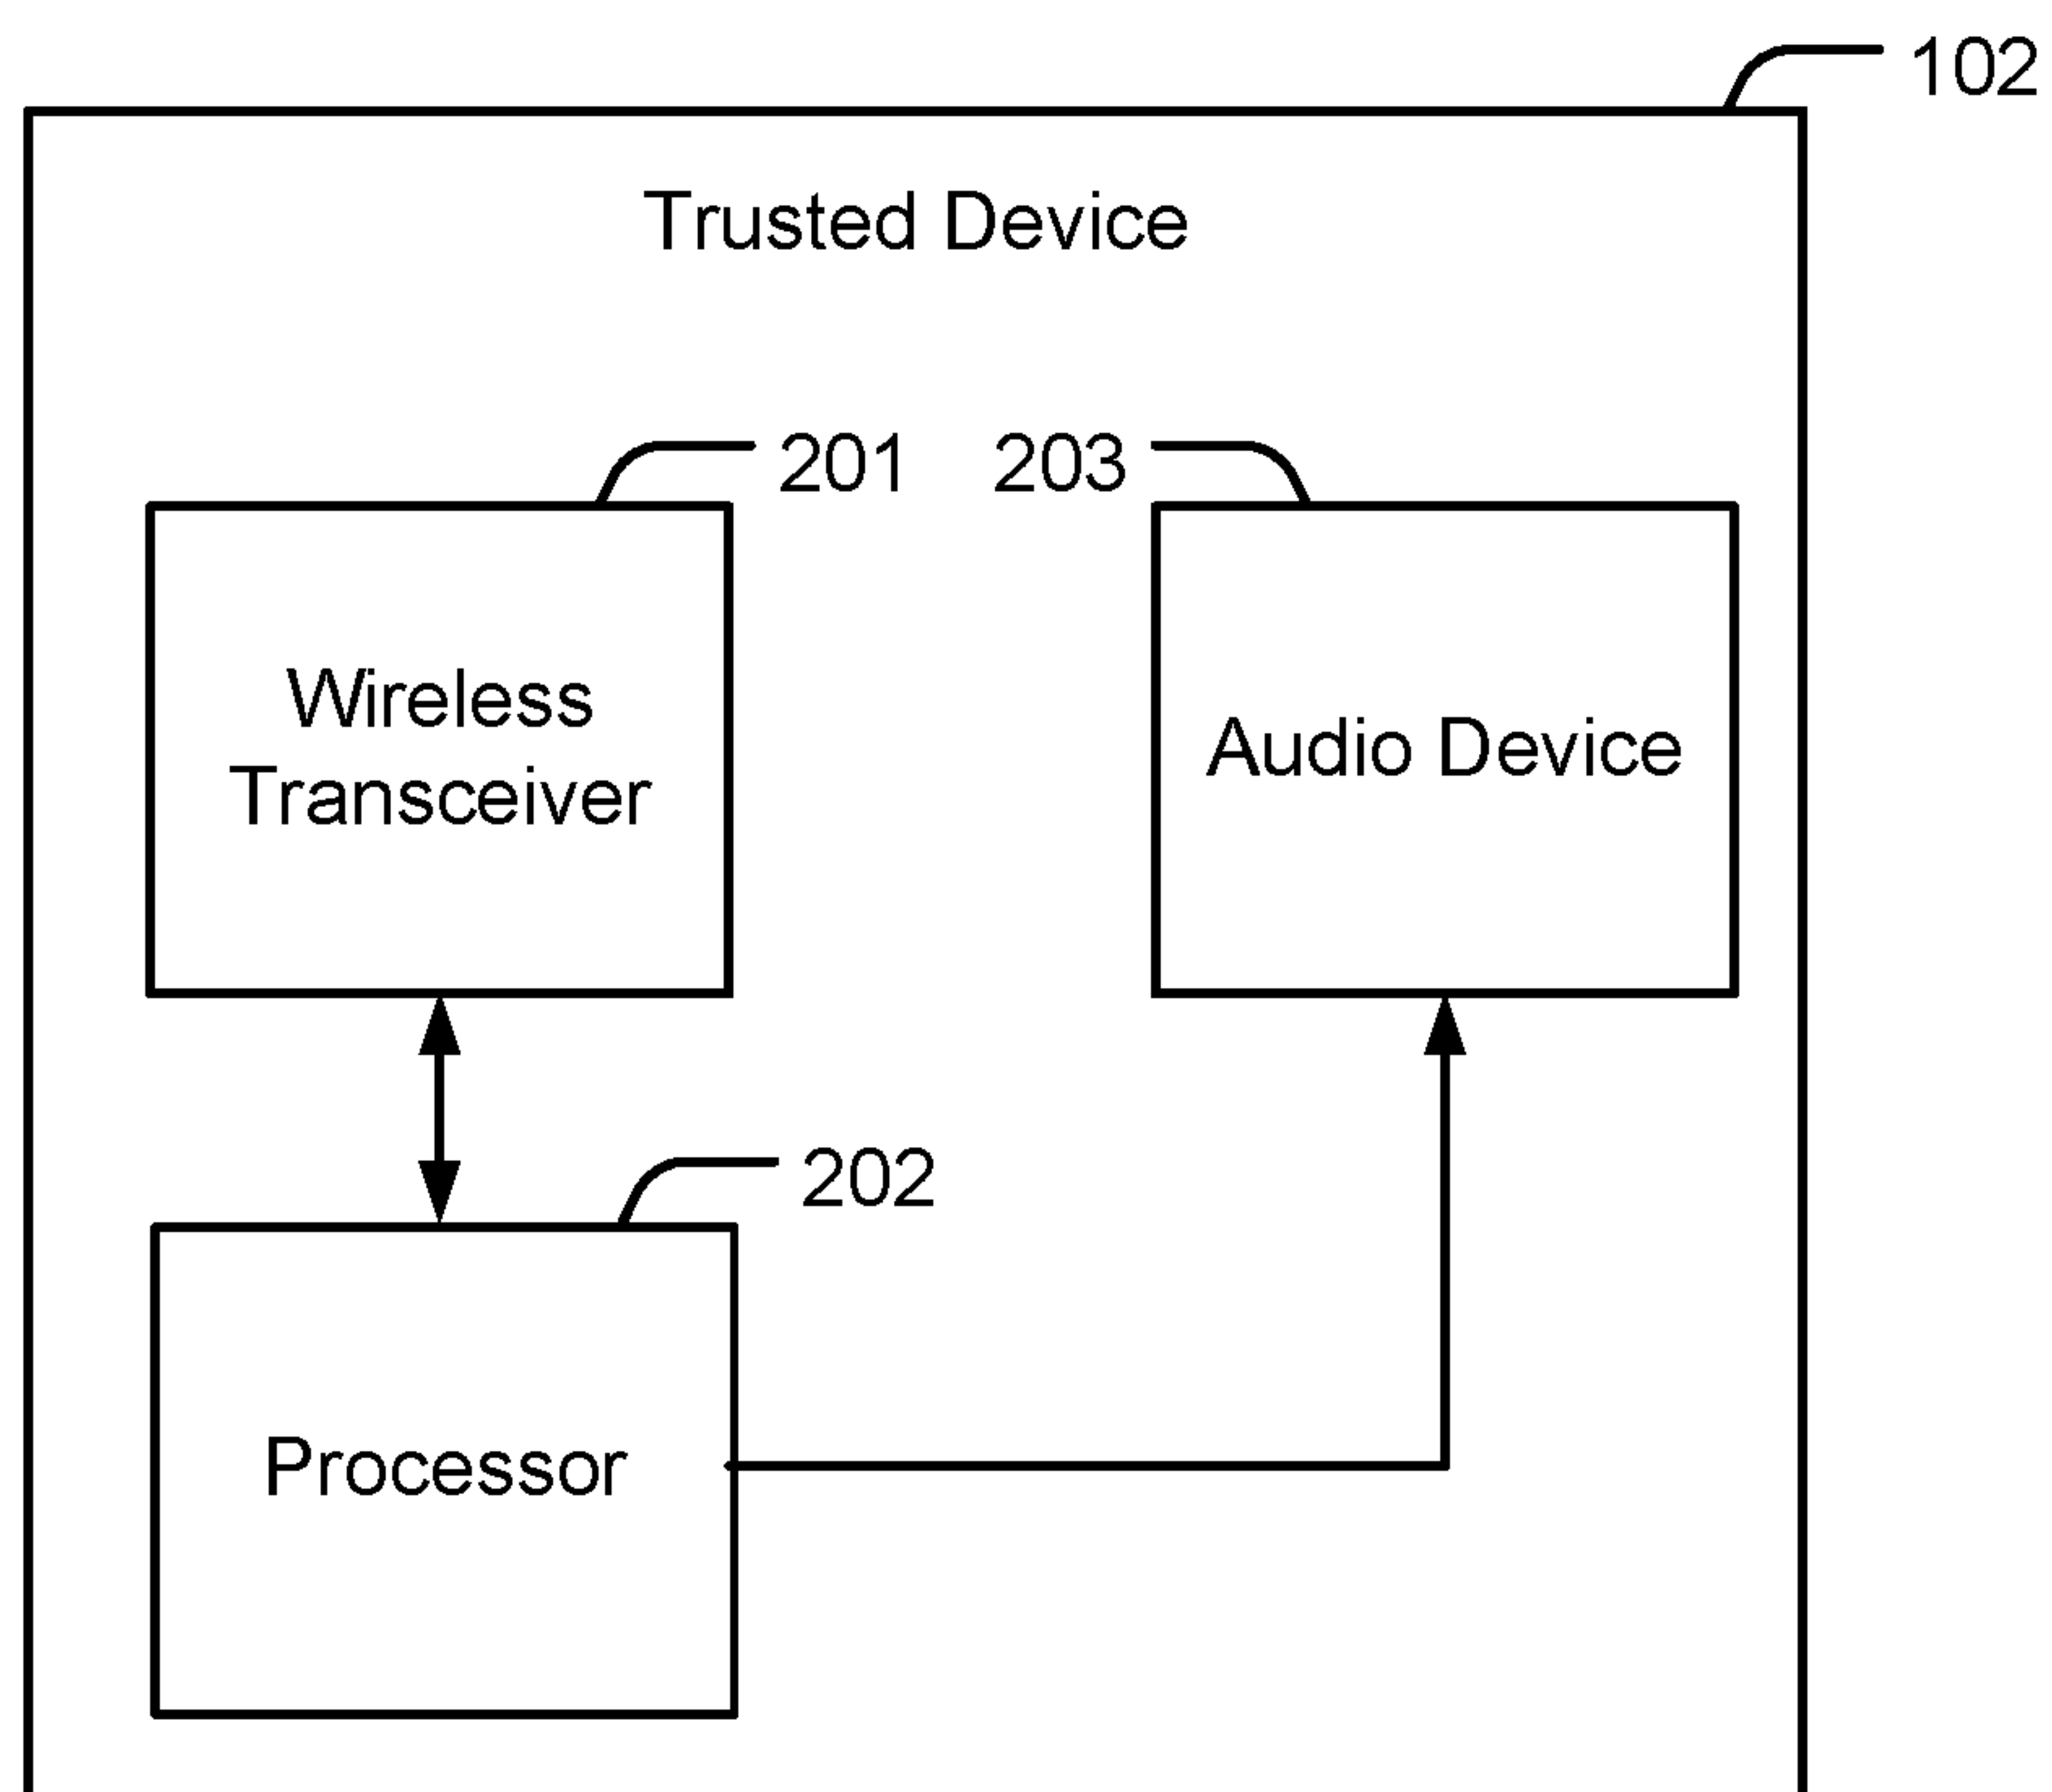 102
Trusted Device
201
203
Wireless
Transceiver
Audio Device
202
Processor